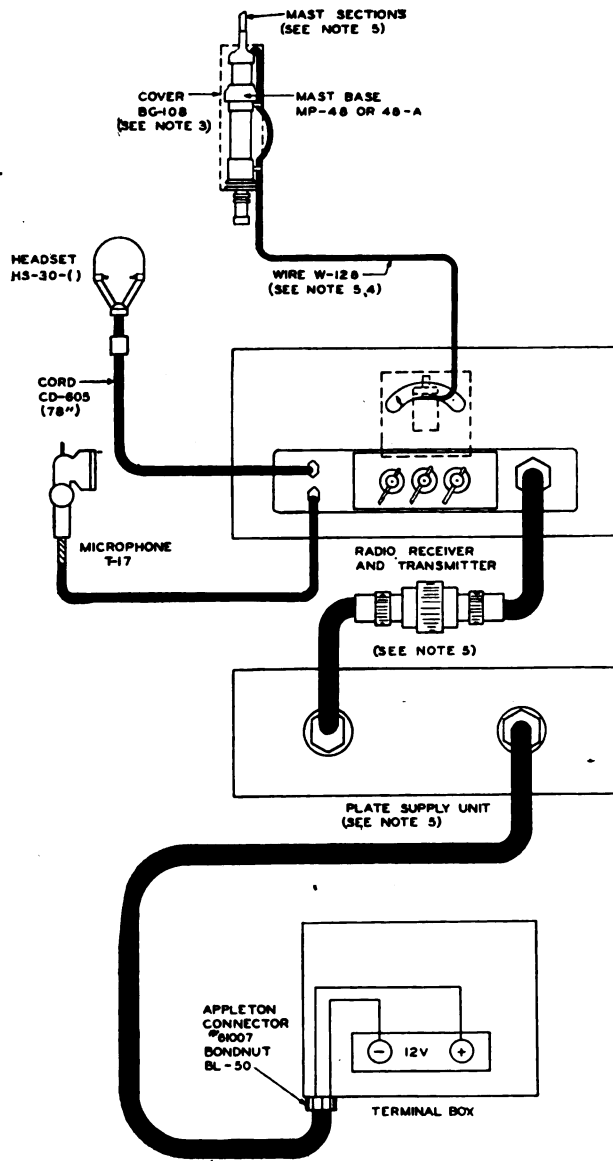 MAST SECTIONS
(SEE NOTE 5)
COVER
BG-108
(SEE NOTE 3)
MAST BASE
MP-48 OR 48-A
HEADSET
HS-30-( )
WIRE W-128
(SEE NOTE 5,4)
CORD
CD-605
(78")
MICROPHONE
T-17
RADIO RECEIVER
AND TRANSMITTER
(SEE NOTE 5)
PLATE SUPPLY UNIT
(SEE NOTE 5)
APPLETON
CONNECTOR
#61007
BONDNUT
BL-50
− 12V +
TERMINAL BOX